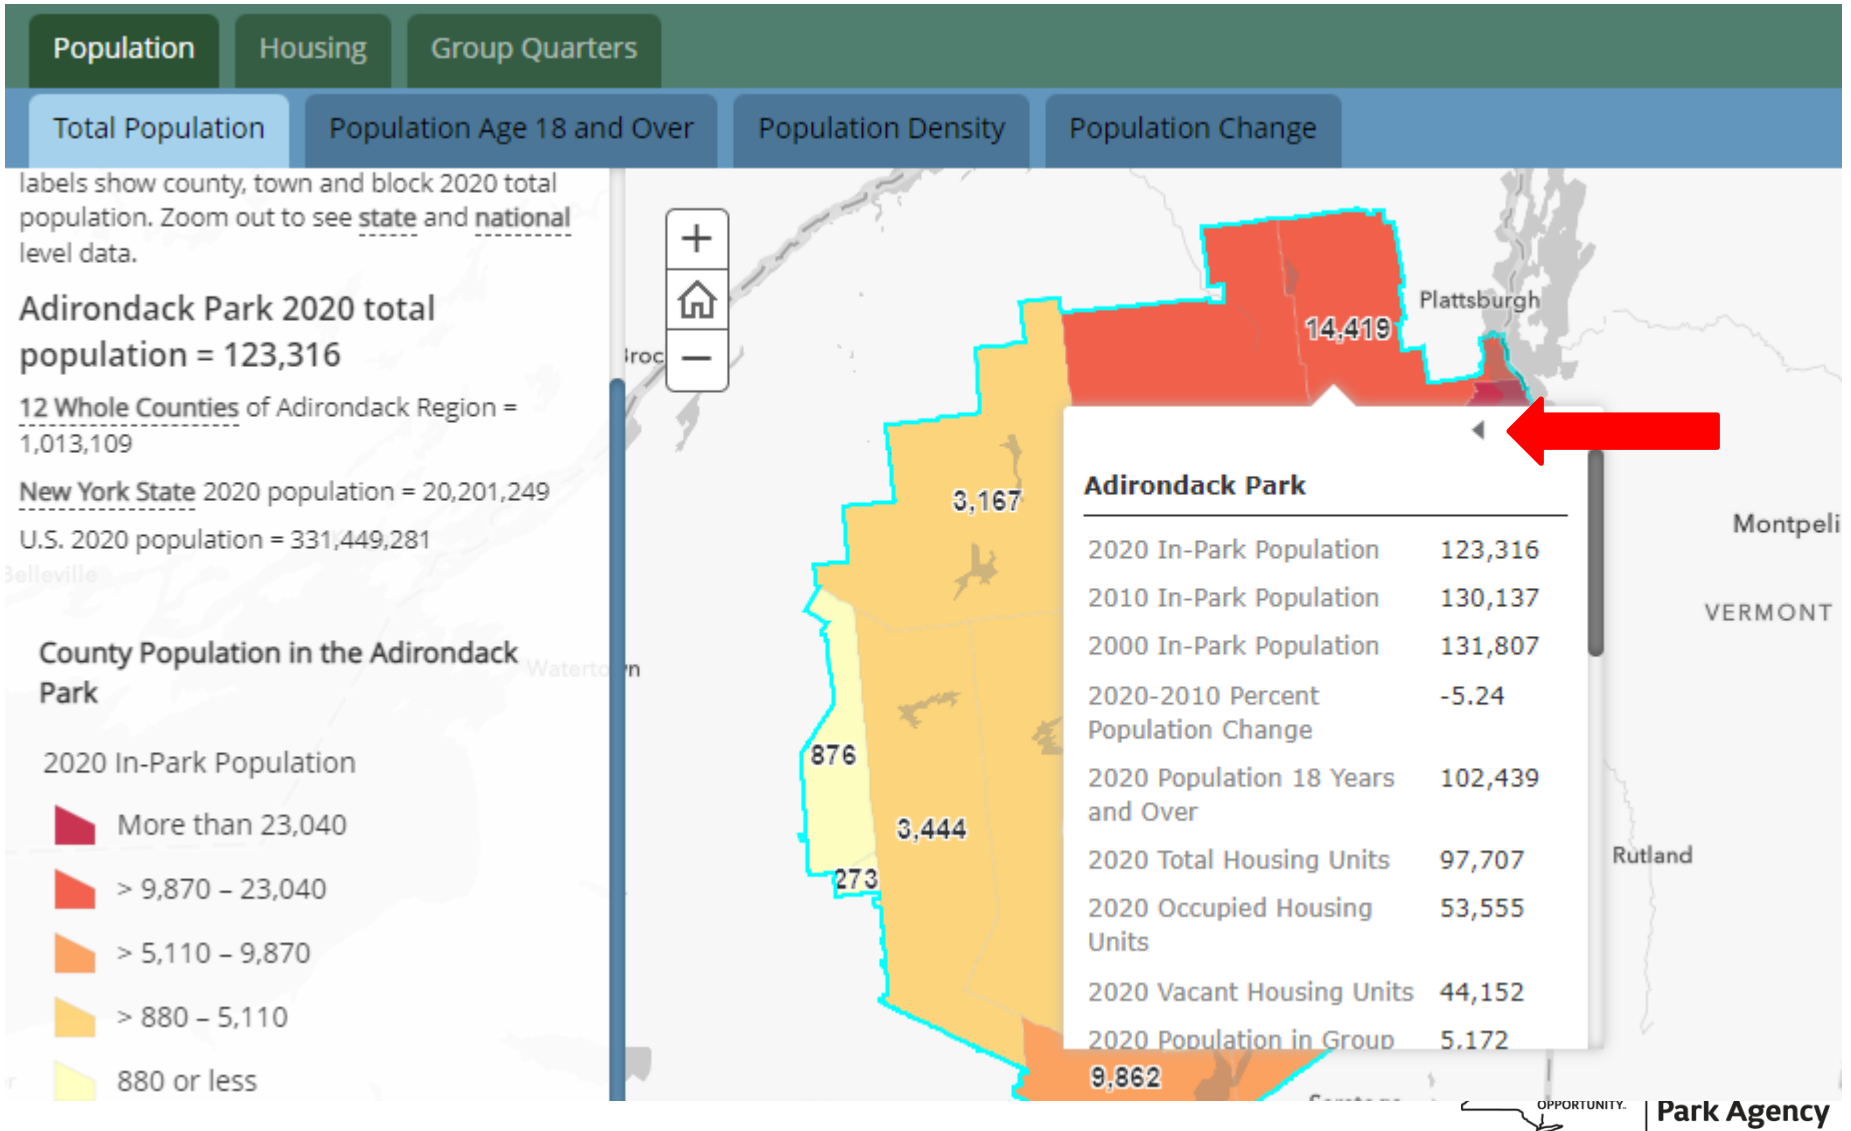 Population
Housing
Group Quarters
Total Population
Population Age 18 and Over
Population Density
Population Change
labels show county, town and block 2020 total
population. Zoom out to see state and national
level data.
Adirondack Park 2020 total
population = 123,316
12 Whole Counties of Adirondack Region =
1,013,109
New York State 2020 population = 20,201,249
U.S. 2020 population = 331,449,281
Belleville
County Population in the Adirondack
Park
2020 In-Park Population
More than 23,040
> 9,870 – 23,040
> 5,110 – 9,870
> 880 – 5,110
880 or less
Watertown
+
−
Plattsburgh
14,419
3,167
876
3,444
273
9,862
Montpeli
VERMONT
Rutland
Adirondack Park
2020 In-Park Population 123,316
2010 In-Park Population 130,137
2000 In-Park Population 131,807
2020-2010 Percent -5.24
Population Change
2020 Population 18 Years 102,439
and Over
2020 Total Housing Units 97,707
2020 Occupied Housing 53,555
Units
2020 Vacant Housing Units 44,152
2020 Population in Group 5,172
OPPORTUNITY.
Park Agency